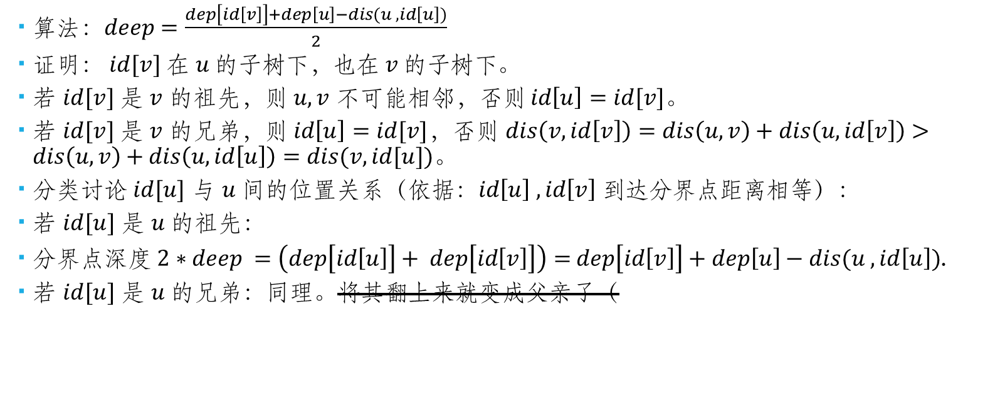 ▪ 算法：deep = \frac{dep[id[v]]+dep[u]−dis(u ,id[u])}{2}
▪ 证明： id[v] 在 u 的子树下，也在 v 的子树下。
▪ 若 id[v] 是 v 的祖先，则 u, v 不可能相邻，否则 id[u] = id[v]。
▪ 若 id[v] 是 v 的兄弟，则 id[u] = id[v]，否则 dis(v, id[v]) = dis(u, v) + dis(u, id[v]) >
dis(u, v) + dis(u, id[u]) = dis(v, id[u])。
▪ 分类讨论 id[u] 与 u 间的位置关系（依据：id[u] , id[v] 到达分界点距离相等）：
▪ 若 id[u] 是 u 的祖先：
▪ 分界点深度 2 ∗ deep = (dep[id[u]] + dep[id[v]]) = dep[id[v]] + dep[u] − dis(u , id[u]).
▪ 若 id[u] 是 u 的兄弟：同理。将其翻上来就变成父亲了（